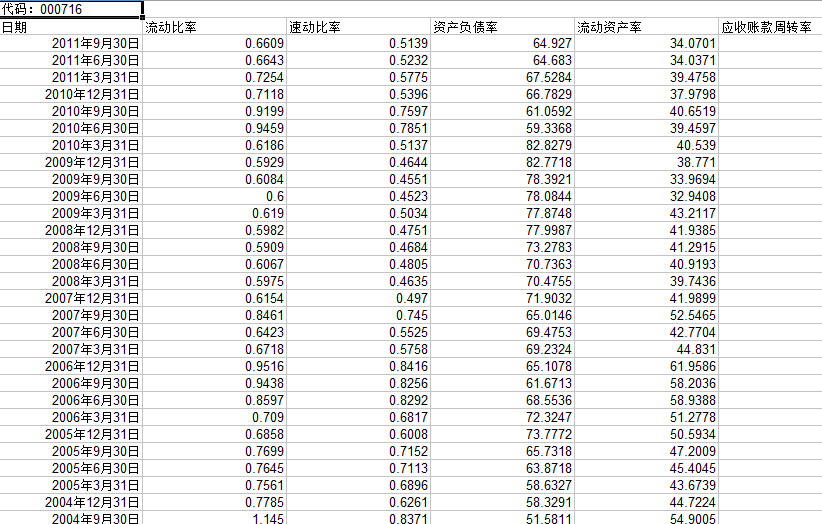 代码：000716
日期 流动比率 速动比率 资产负债率 流动资产率 应收账款周转率
2011年9月30日 0.6609 0.5139 64.927 34.0701
2011年6月30日 0.6643 0.5232 64.683 34.0371
2011年3月31日 0.7254 0.5775 67.5284 39.4758
2010年12月31日 0.7118 0.5396 66.7829 37.9798
2010年9月30日 0.9199 0.7597 61.0592 40.6519
2010年6月30日 0.9459 0.7851 59.3368 39.4597
2010年3月31日 0.6186 0.5137 82.8279 40.539
2009年12月31日 0.5929 0.4644 82.7718 38.771
2009年9月30日 0.6084 0.4551 78.3921 33.9694
2009年6月30日 0.6 0.4523 78.0844 32.9408
2009年3月31日 0.619 0.5034 77.8748 43.2117
2008年12月31日 0.5982 0.4751 77.9987 41.9385
2008年9月30日 0.5909 0.4684 73.2783 41.2915
2008年6月30日 0.6067 0.4805 70.7363 40.9193
2008年3月31日 0.5975 0.4635 70.4755 39.7436
2007年12月31日 0.6154 0.497 71.9032 41.9899
2007年9月30日 0.8461 0.745 65.0146 52.5465
2007年6月30日 0.6423 0.5525 69.4753 42.7704
2007年3月31日 0.6718 0.5758 69.2324 44.831
2006年12月31日 0.9516 0.8416 65.1078 61.9586
2006年9月30日 0.9438 0.8256 61.6713 58.2036
2006年6月30日 0.8597 0.8292 68.5536 58.9388
2006年3月31日 0.709 0.6817 72.3247 51.2778
2005年12月31日 0.6858 0.6008 73.7772 50.5934
2005年9月30日 0.7699 0.7152 65.7318 47.2009
2005年6月30日 0.7645 0.7113 63.8718 45.4045
2005年3月31日 0.7561 0.6896 58.6327 43.6739
2004年12月31日 0.7785 0.6261 58.3291 44.7224
2004年9月30日 1.145 0.8371 51.5811 54.9005